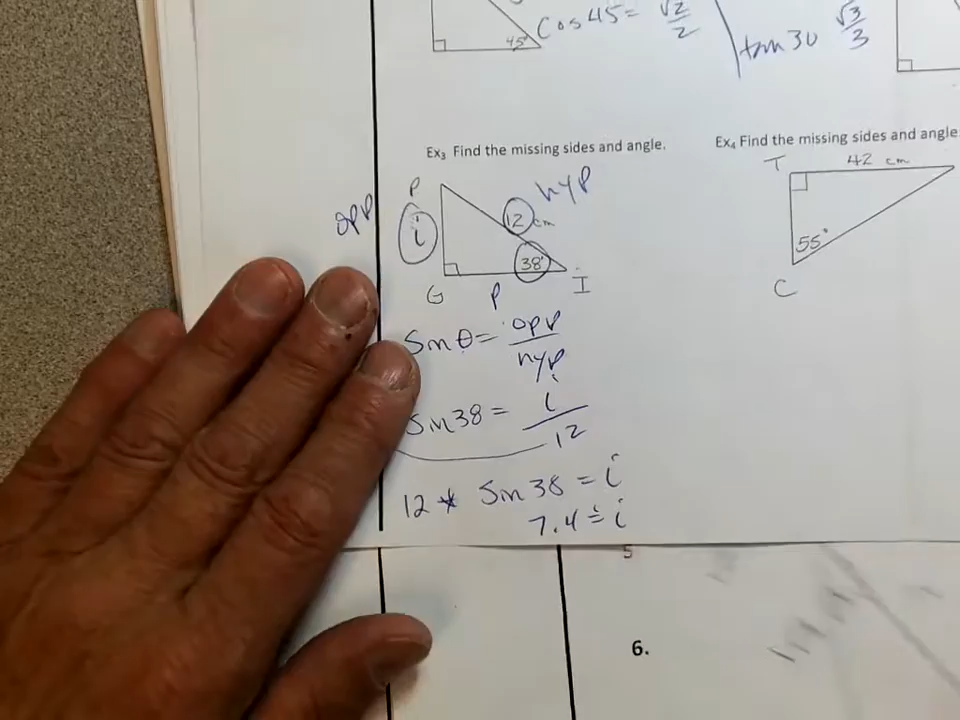 45°
Cos 45 = √2/2
tan 30 √3/3
Ex3 Find the missing sides and angle.
Ex4 Find the missing sides and angle
P
hyp
opp
i
12 cm
38°
G
P
I
T
42 cm
55°
C
Sin θ = opp/hyp
Sin 38 = i/12
12 * Sin 38 = i
7.4 ≐ i
5
6.